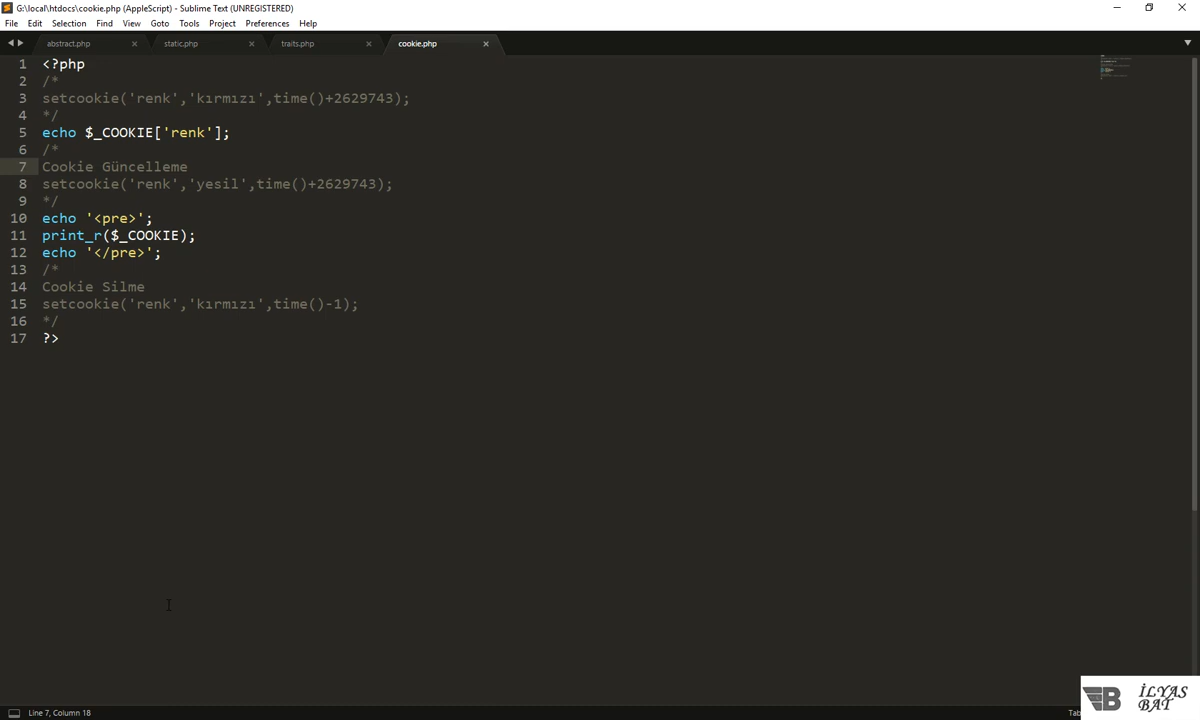 G:\local\htdocs\cookie.php (AppleScript) - Sublime Text (UNREGISTERED)
File Edit Selection Find View Goto Tools Project Preferences Help
abstract.php static.php traits.php cookie.php
1 <?php
2 /*
3 setcookie('renk','kırmızı',time()+2629743);
4 */
5 echo $_COOKIE['renk'];
6 /*
7 Cookie Güncelleme
8 setcookie('renk','yesil',time()+2629743);
9 */
10 echo '<pre>';
11 print_r($_COOKIE);
12 echo '</pre>';
13 /*
14 Cookie Silme
15 setcookie('renk','kırmızı',time()-1);
16 */
17 ?>
Line 7, Column 18
İLYAS
BAT